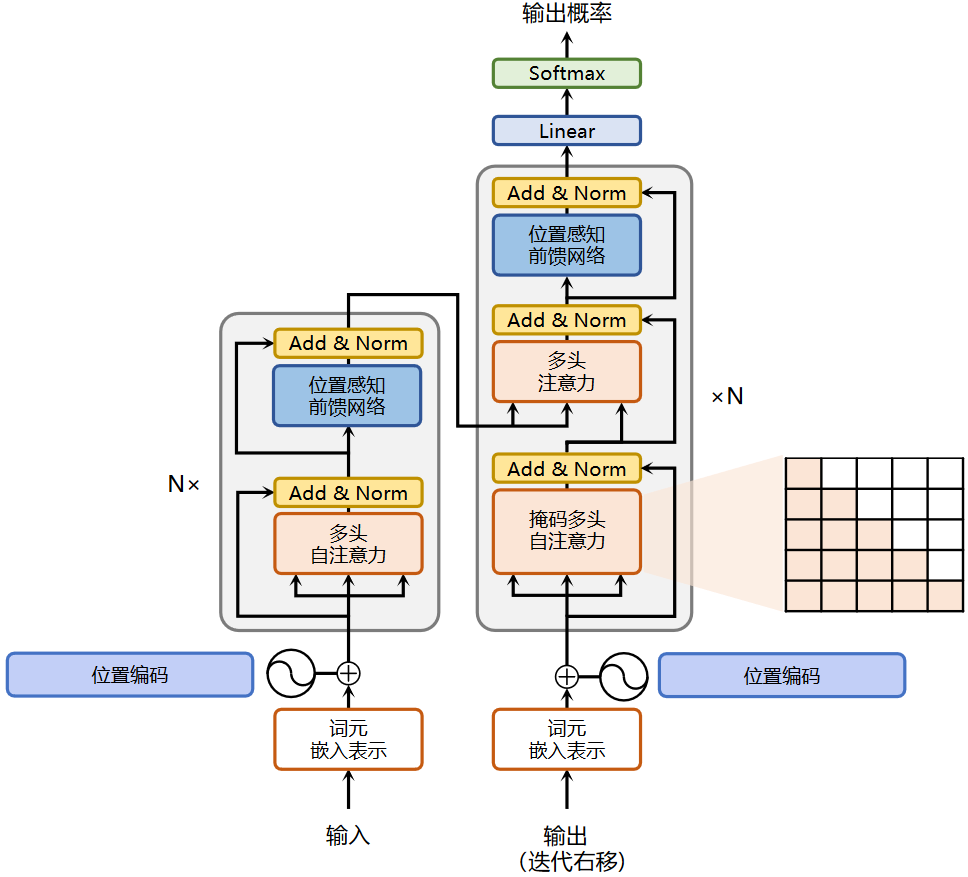 输出概率
Softmax
Linear
Add & Norm
位置感知
前馈网络
Add & Norm
多头
注意力
×N
Add & Norm
掩码多头
自注意力
Add & Norm
位置感知
前馈网络
N×
Add & Norm
多头
自注意力
位置编码
位置编码
词元
嵌入表示
词元
嵌入表示
输入
输出
（迭代右移）